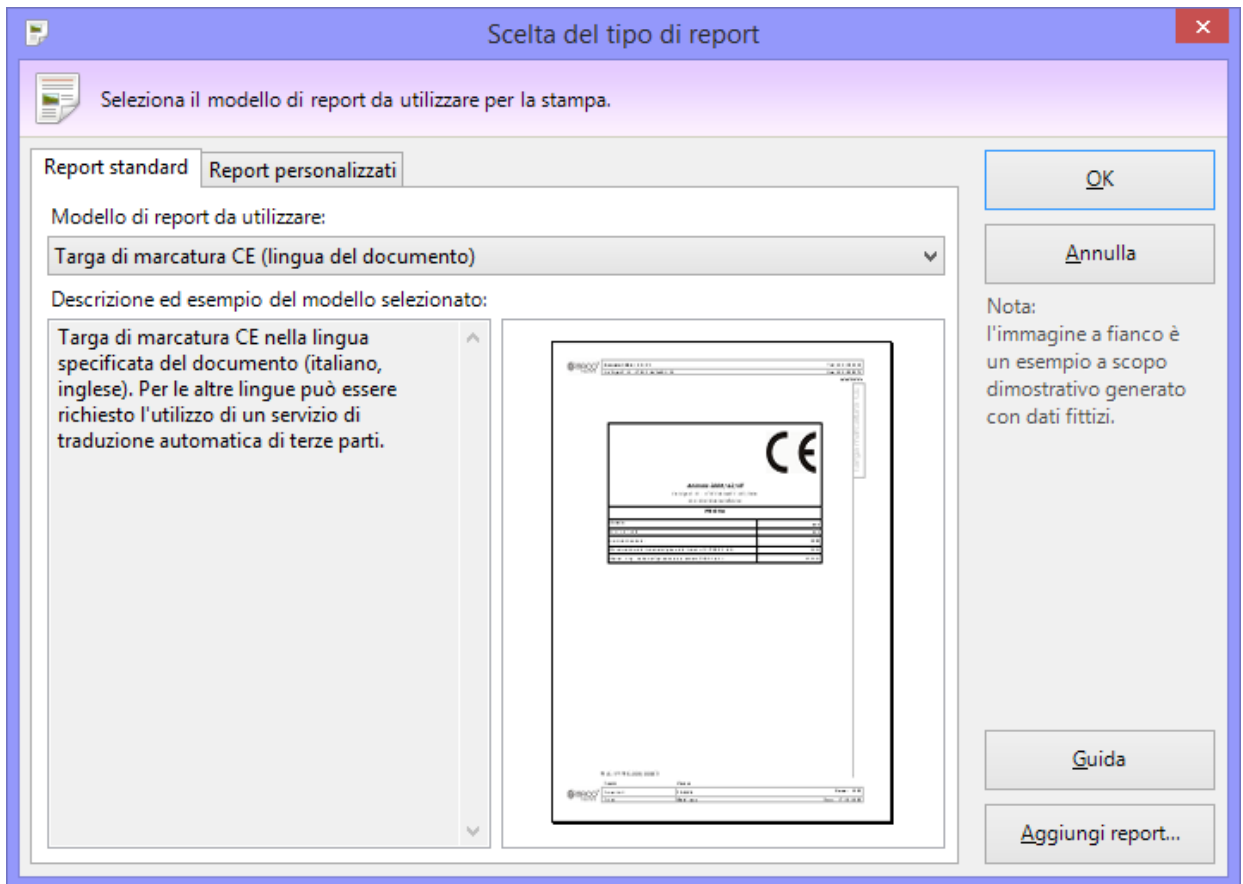 Scelta del tipo di report
Seleziona il modello di report da utilizzare per la stampa.
Report standard
Report personalizzati
Modello di report da utilizzare:
Targa di marcatura CE (lingua del documento)
Descrizione ed esempio del modello selezionato:
Targa di marcatura CE nella lingua
specificata del documento (italiano,
inglese). Per le altre lingue può essere
richiesto l'utilizzo di un servizio di
traduzione automatica di terze parti.
CE
OK
Annulla
Nota:
l'immagine a fianco è
un esempio a scopo
dimostrativo generato
con dati fittizi.
Guida
Aggiungi report...